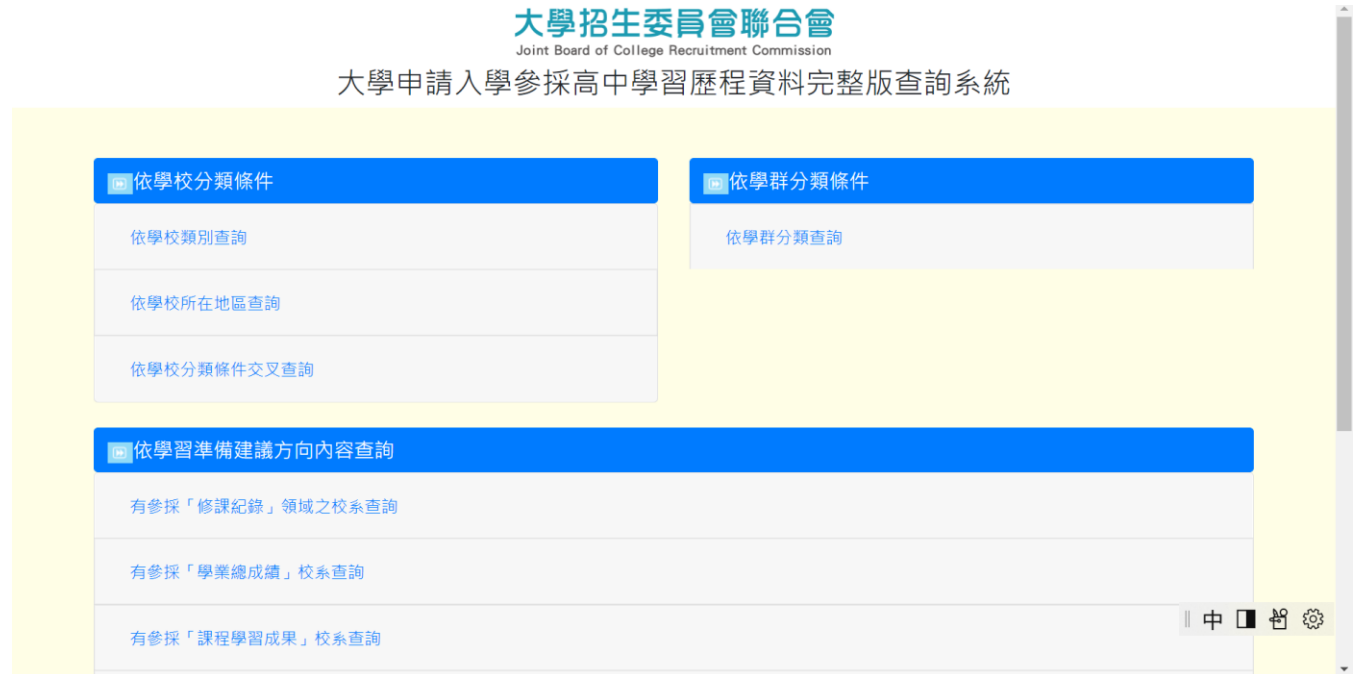 大學招生委員會聯合會
Joint Board of College Recruitment Commission
大學申請入學參採高中學習歷程資料完整版查詢系統
依學校分類條件
依學校類別查詢
依學校所在地區查詢
依學校分類條件交叉查詢
依學群分類條件
依學群分類查詢
依學習準備建議方向內容查詢
有參採「修課紀錄」領域之校系查詢
有參採「學業總成績」校系查詢
有參採「課程學習成果」校系查詢
中